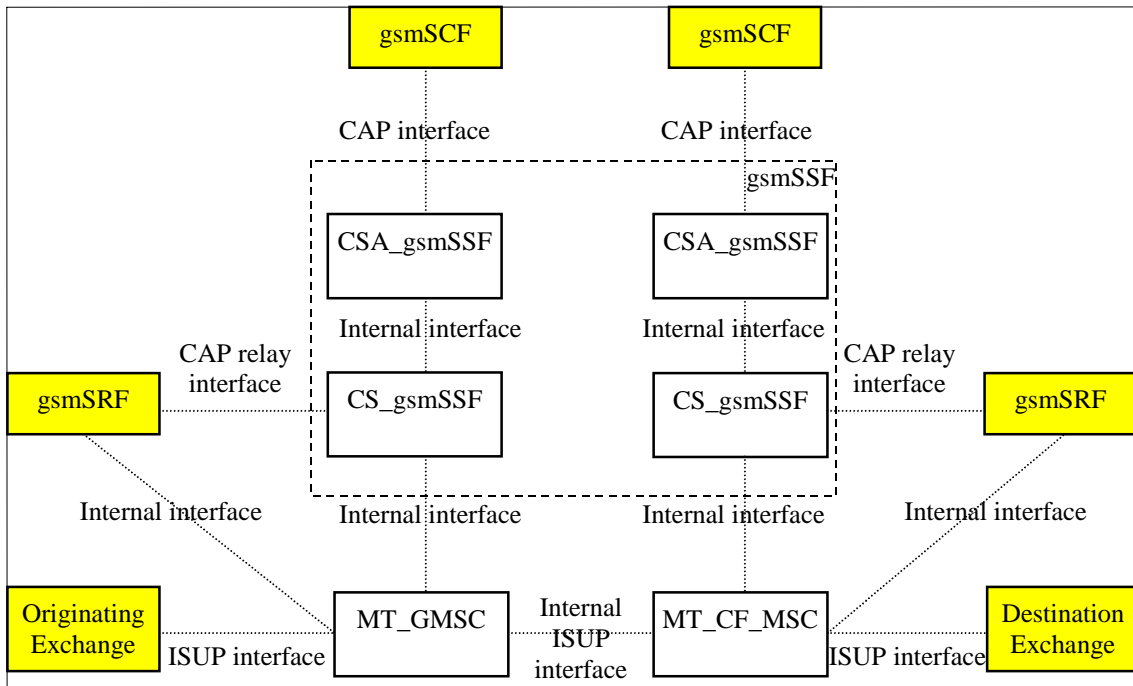 gsmSCF
gsmSCF
CAP interface
CAP interface
gsmSSF
CSA_gsmSSF
CSA_gsmSSF
Internal interface
Internal interface
CAP relay
interface
CAP relay
interface
gsmSRF
CS_gsmSSF
CS_gsmSSF
gsmSRF
Internal interface
Internal interface
Internal interface
Internal interface
Originating
Exchange
ISUP interface
MT_GMSC
Internal
ISUP
interface
MT_CF_MSC
ISUP interface
Destination
Exchange